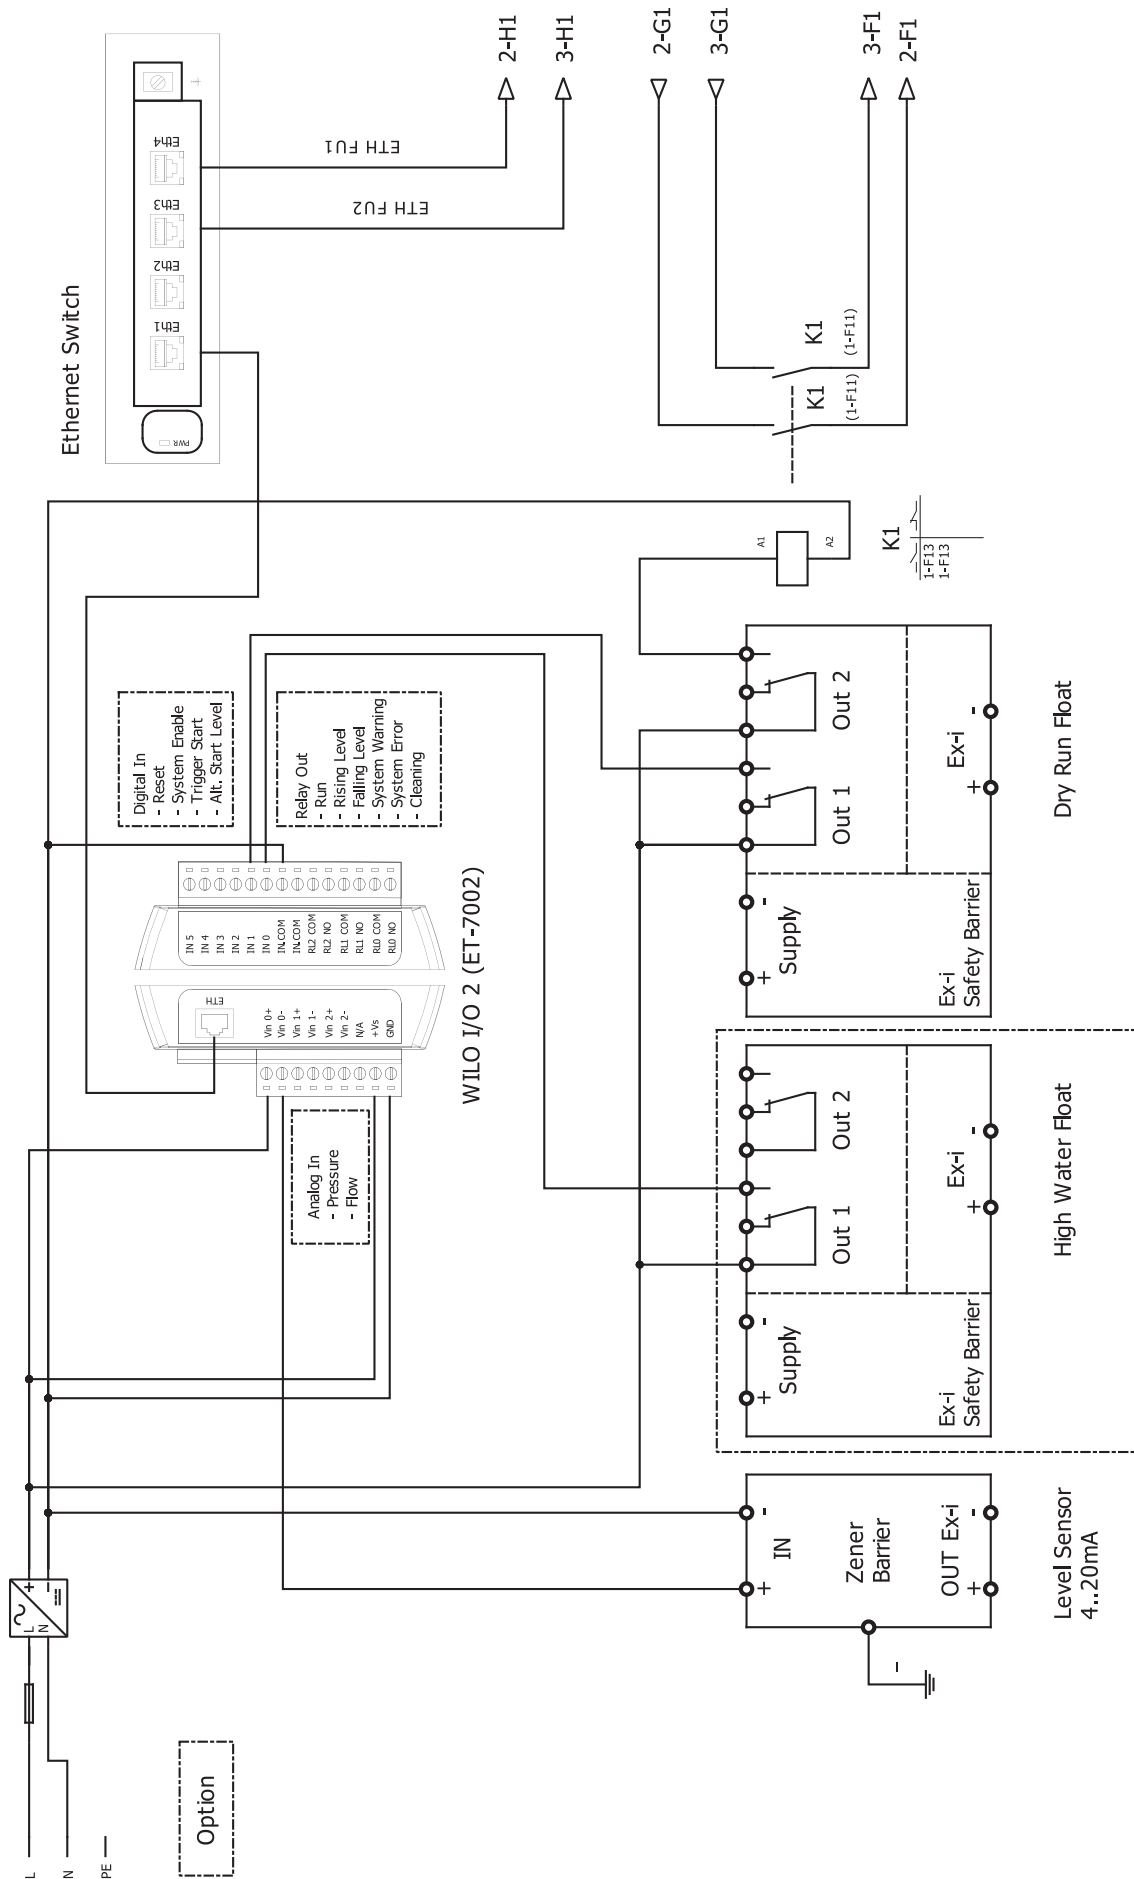 L
N
PE
Option
L
N
+
-
Ethernet Switch
PWR
Eth1
Eth2
Eth3
Eth4
ETH FU1
ETH FU2
2-H1
3-H1
2-G1
3-G1
3-F1
2-F1
Digital In
- Reset
- System Enable
- Trigger Start
- Alt. Start Level
Relay Out
- Run
- Rising Level
- Falling Level
- System Warning
- System Error
- Cleaning
Analog In
- Pressure
- Flow
ETH
Vin 0+
Vin 0-
Vin 1+
Vin 1-
Vin 2+
Vin 2-
N/A
+Vs
GND
IN 5
IN 4
IN 3
IN 2
IN 1
IN 0
IN.COM
IN.COM
RL2 COM
RL2 NO
RL1 COM
RL1 NO
RL0 COM
RL0 NO
WILO I/O 2 (ET-7002)
K1
(1-F11)
K1
(1-F11)
A1
A2
K1
1-F13
1-F13
+
-
IN
Zener
Barrier
OUT Ex-i
+
-
-
Level Sensor
4..20mA
+
-
Supply
Out 1
Out 2
Ex-i
Safety Barrier
Ex-i
+
-
High Water Float
+
-
Supply
Out 1
Out 2
Ex-i
Safety Barrier
Ex-i
+
-
Dry Run Float